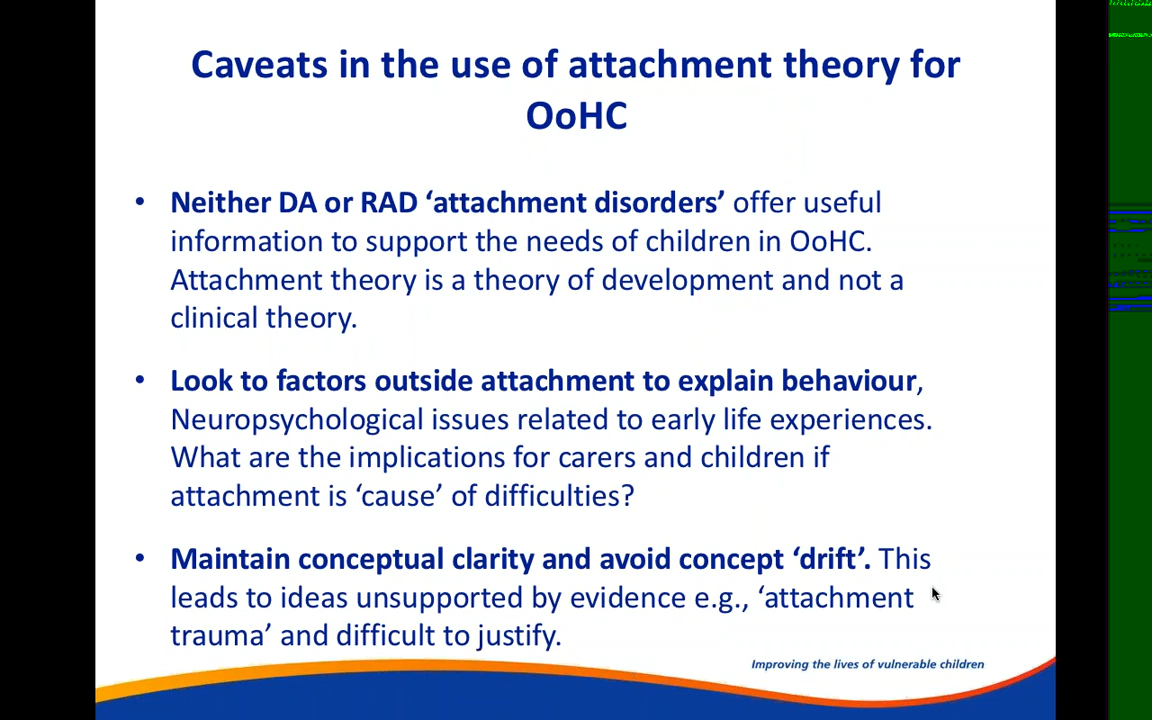 Caveats in the use of attachment theory for
OoHC
• Neither DA or RAD ‘attachment disorders’ offer useful
information to support the needs of children in OoHC.
Attachment theory is a theory of development and not a
clinical theory.
• Look to factors outside attachment to explain behaviour,
Neuropsychological issues related to early life experiences.
What are the implications for carers and children if
attachment is ‘cause’ of difficulties?
• Maintain conceptual clarity and avoid concept ‘drift’. This
leads to ideas unsupported by evidence e.g., ‘attachment
trauma’ and difficult to justify.
Improving the lives of vulnerable children